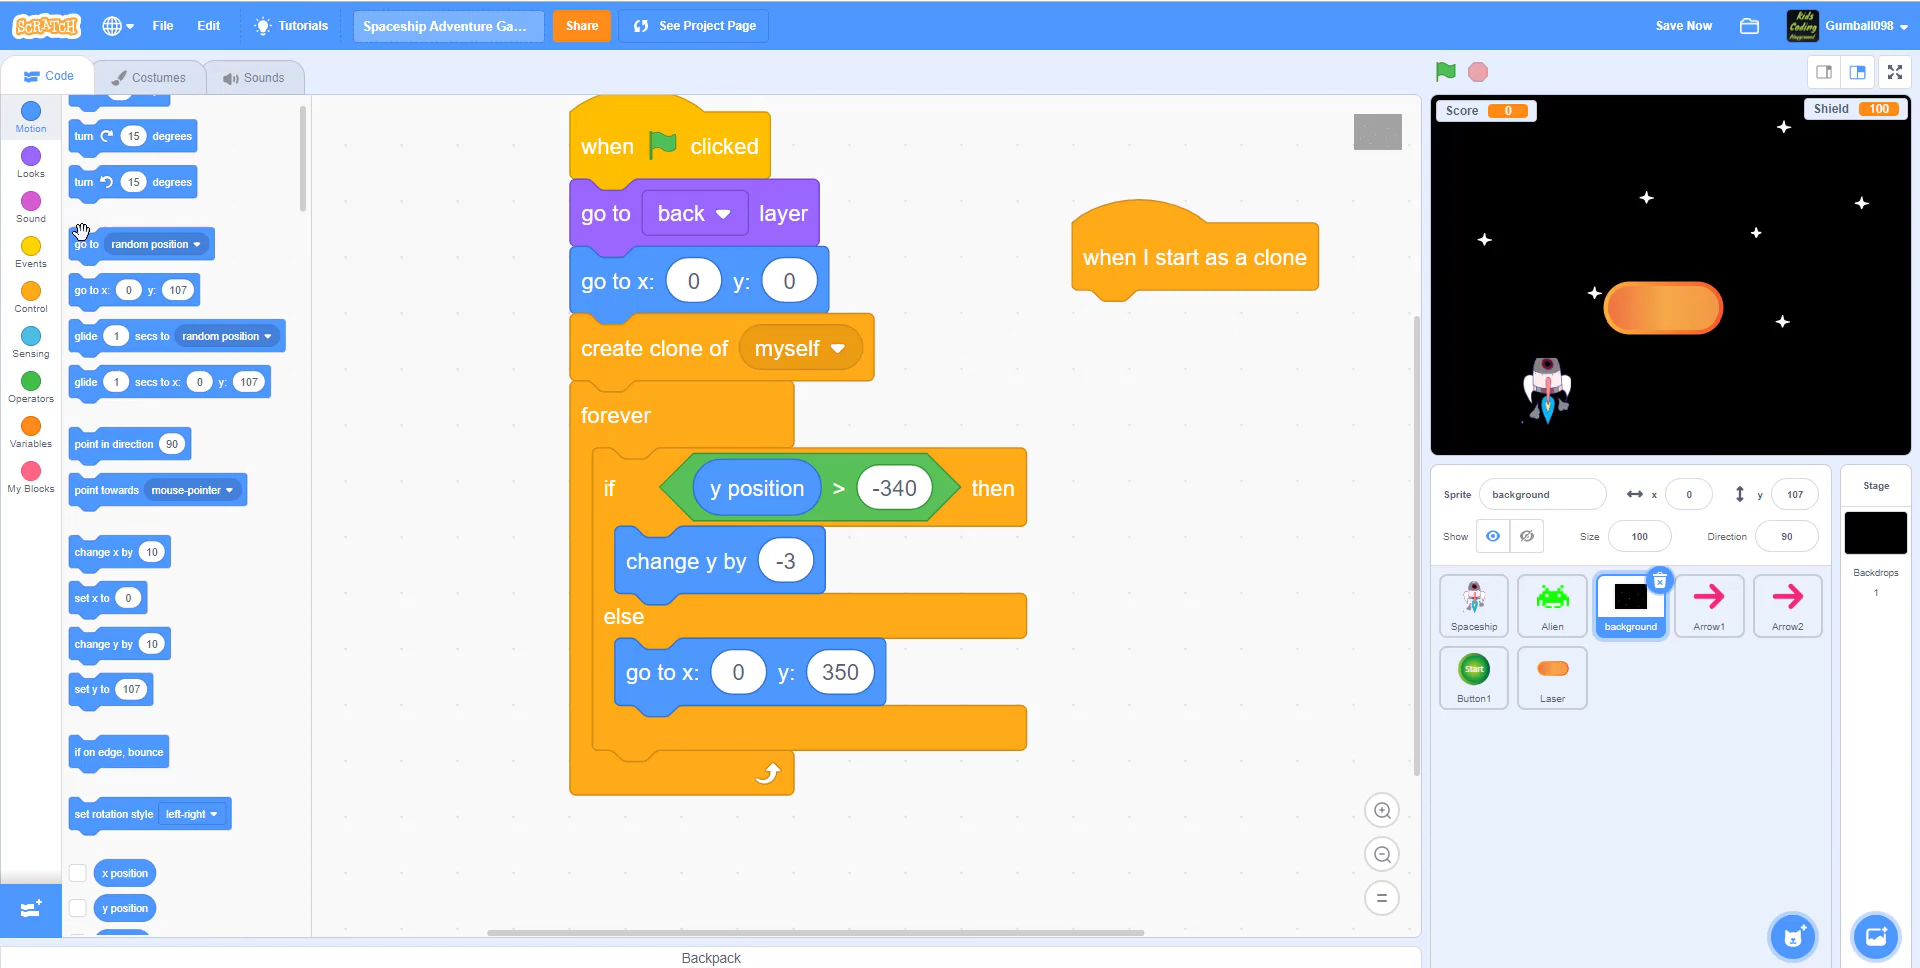 SCRATCH File Edit Tutorials Spaceship Adventure Ga... Share See Project Page Save Now Kids Coding Playground Gumball098
Code Costumes Sounds
Motion
Looks
Sound
Events
Control
Sensing
Operators
Variables
My Blocks
turn 15 degrees
turn 15 degrees
go to random position
go to x: 0 y: 107
glide 1 secs to random position
glide 1 secs to x: 0 y: 107
point in direction 90
point towards mouse-pointer
change x by 10
set x to 0
change y by 10
set y to 107
if on edge, bounce
set rotation style left-right
x position
y position
when clicked
go to back layer
go to x: 0 y: 0
create clone of myself
forever
if y position > -340 then
change y by -3
else
go to x: 0 y: 350
when I start as a clone
Score 0
Shield 100
Sprite background x 0 y 107
Show Size 100 Direction 90
Spaceship Alien background Arrow1 Arrow2
Start
Button1 Laser
Stage
Backdrops
1
Backpack